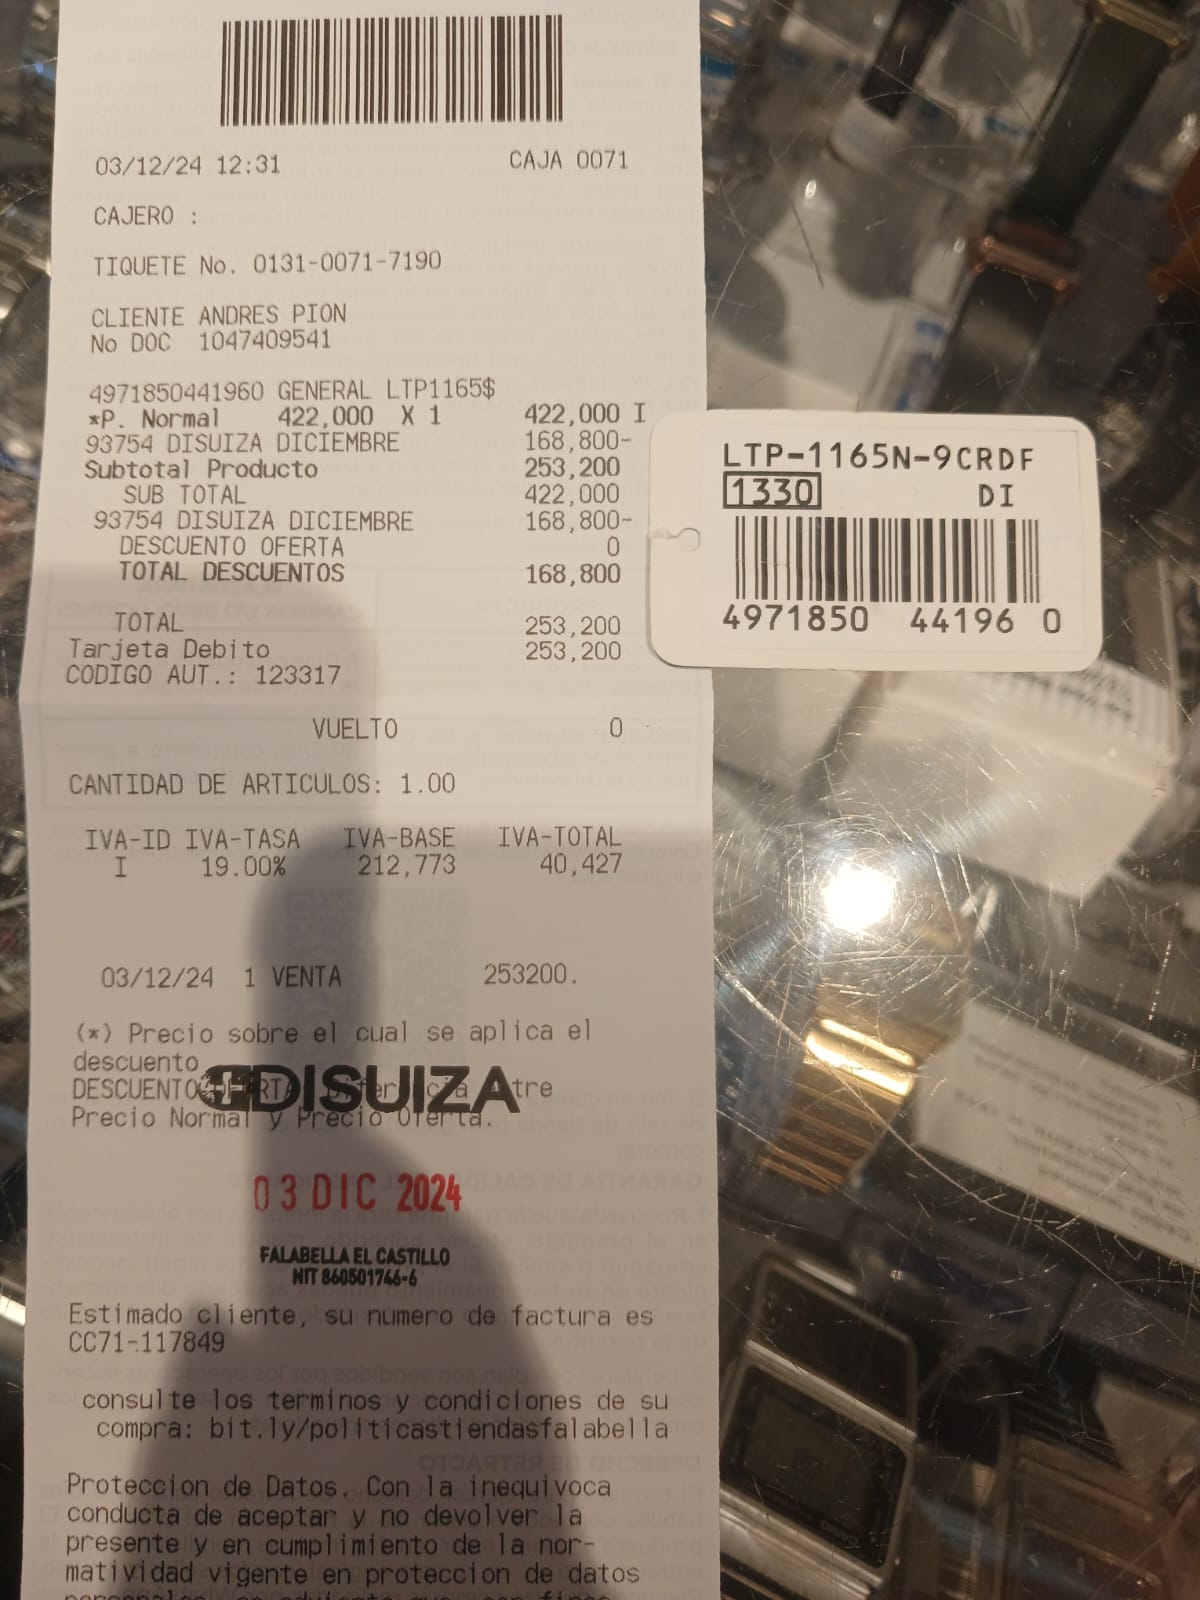 03/12/24 12:31 CAJA 0071
CAJERO :
TIQUETE No. 0131-0071-7190
CLIENTE ANDRES PION
No DOC 1047409541
4971850441960 GENERAL LTP1165$
*P. Normal 422,000 X 1 422,000 I
93754 DISUIZA DICIEMBRE 168,800-
Subtotal Producto 253,200
SUB TOTAL 422,000
93754 DISUIZA DICIEMBRE 168,800-
DESCUENTO OFERTA 0
TOTAL DESCUENTOS 168,800
TOTAL 253,200
Tarjeta Debito 253,200
CODIGO AUT.: 123317
VUELTO 0
CANTIDAD DE ARTICULOS: 1.00
IVA-ID IVA-TASA IVA-BASE IVA-TOTAL
I 19.00% 212,773 40,427
03/12/24 1 VENTA 253200.
(*) Precio sobre el cual se aplica el
descuento
DESCUENTO OFERTA Diferencia entre
Precio Normal y Precio Oferta.
DISUIZA
03 DIC 2024
FALABELLA EL CASTILLO
NIT 860501746-6
Estimado cliente, su numero de factura es
CC71-117849
consulte los terminos y condiciones de su
compra: bit.ly/politicastiendasfalabella
Proteccion de Datos. Con la inequivoca
conducta de aceptar y no devolver la
presente y en cumplimiento de la nor-
matividad vigente en proteccion de datos
LTP-1165N-9CRDF
1330 DI
4971850 44196 0